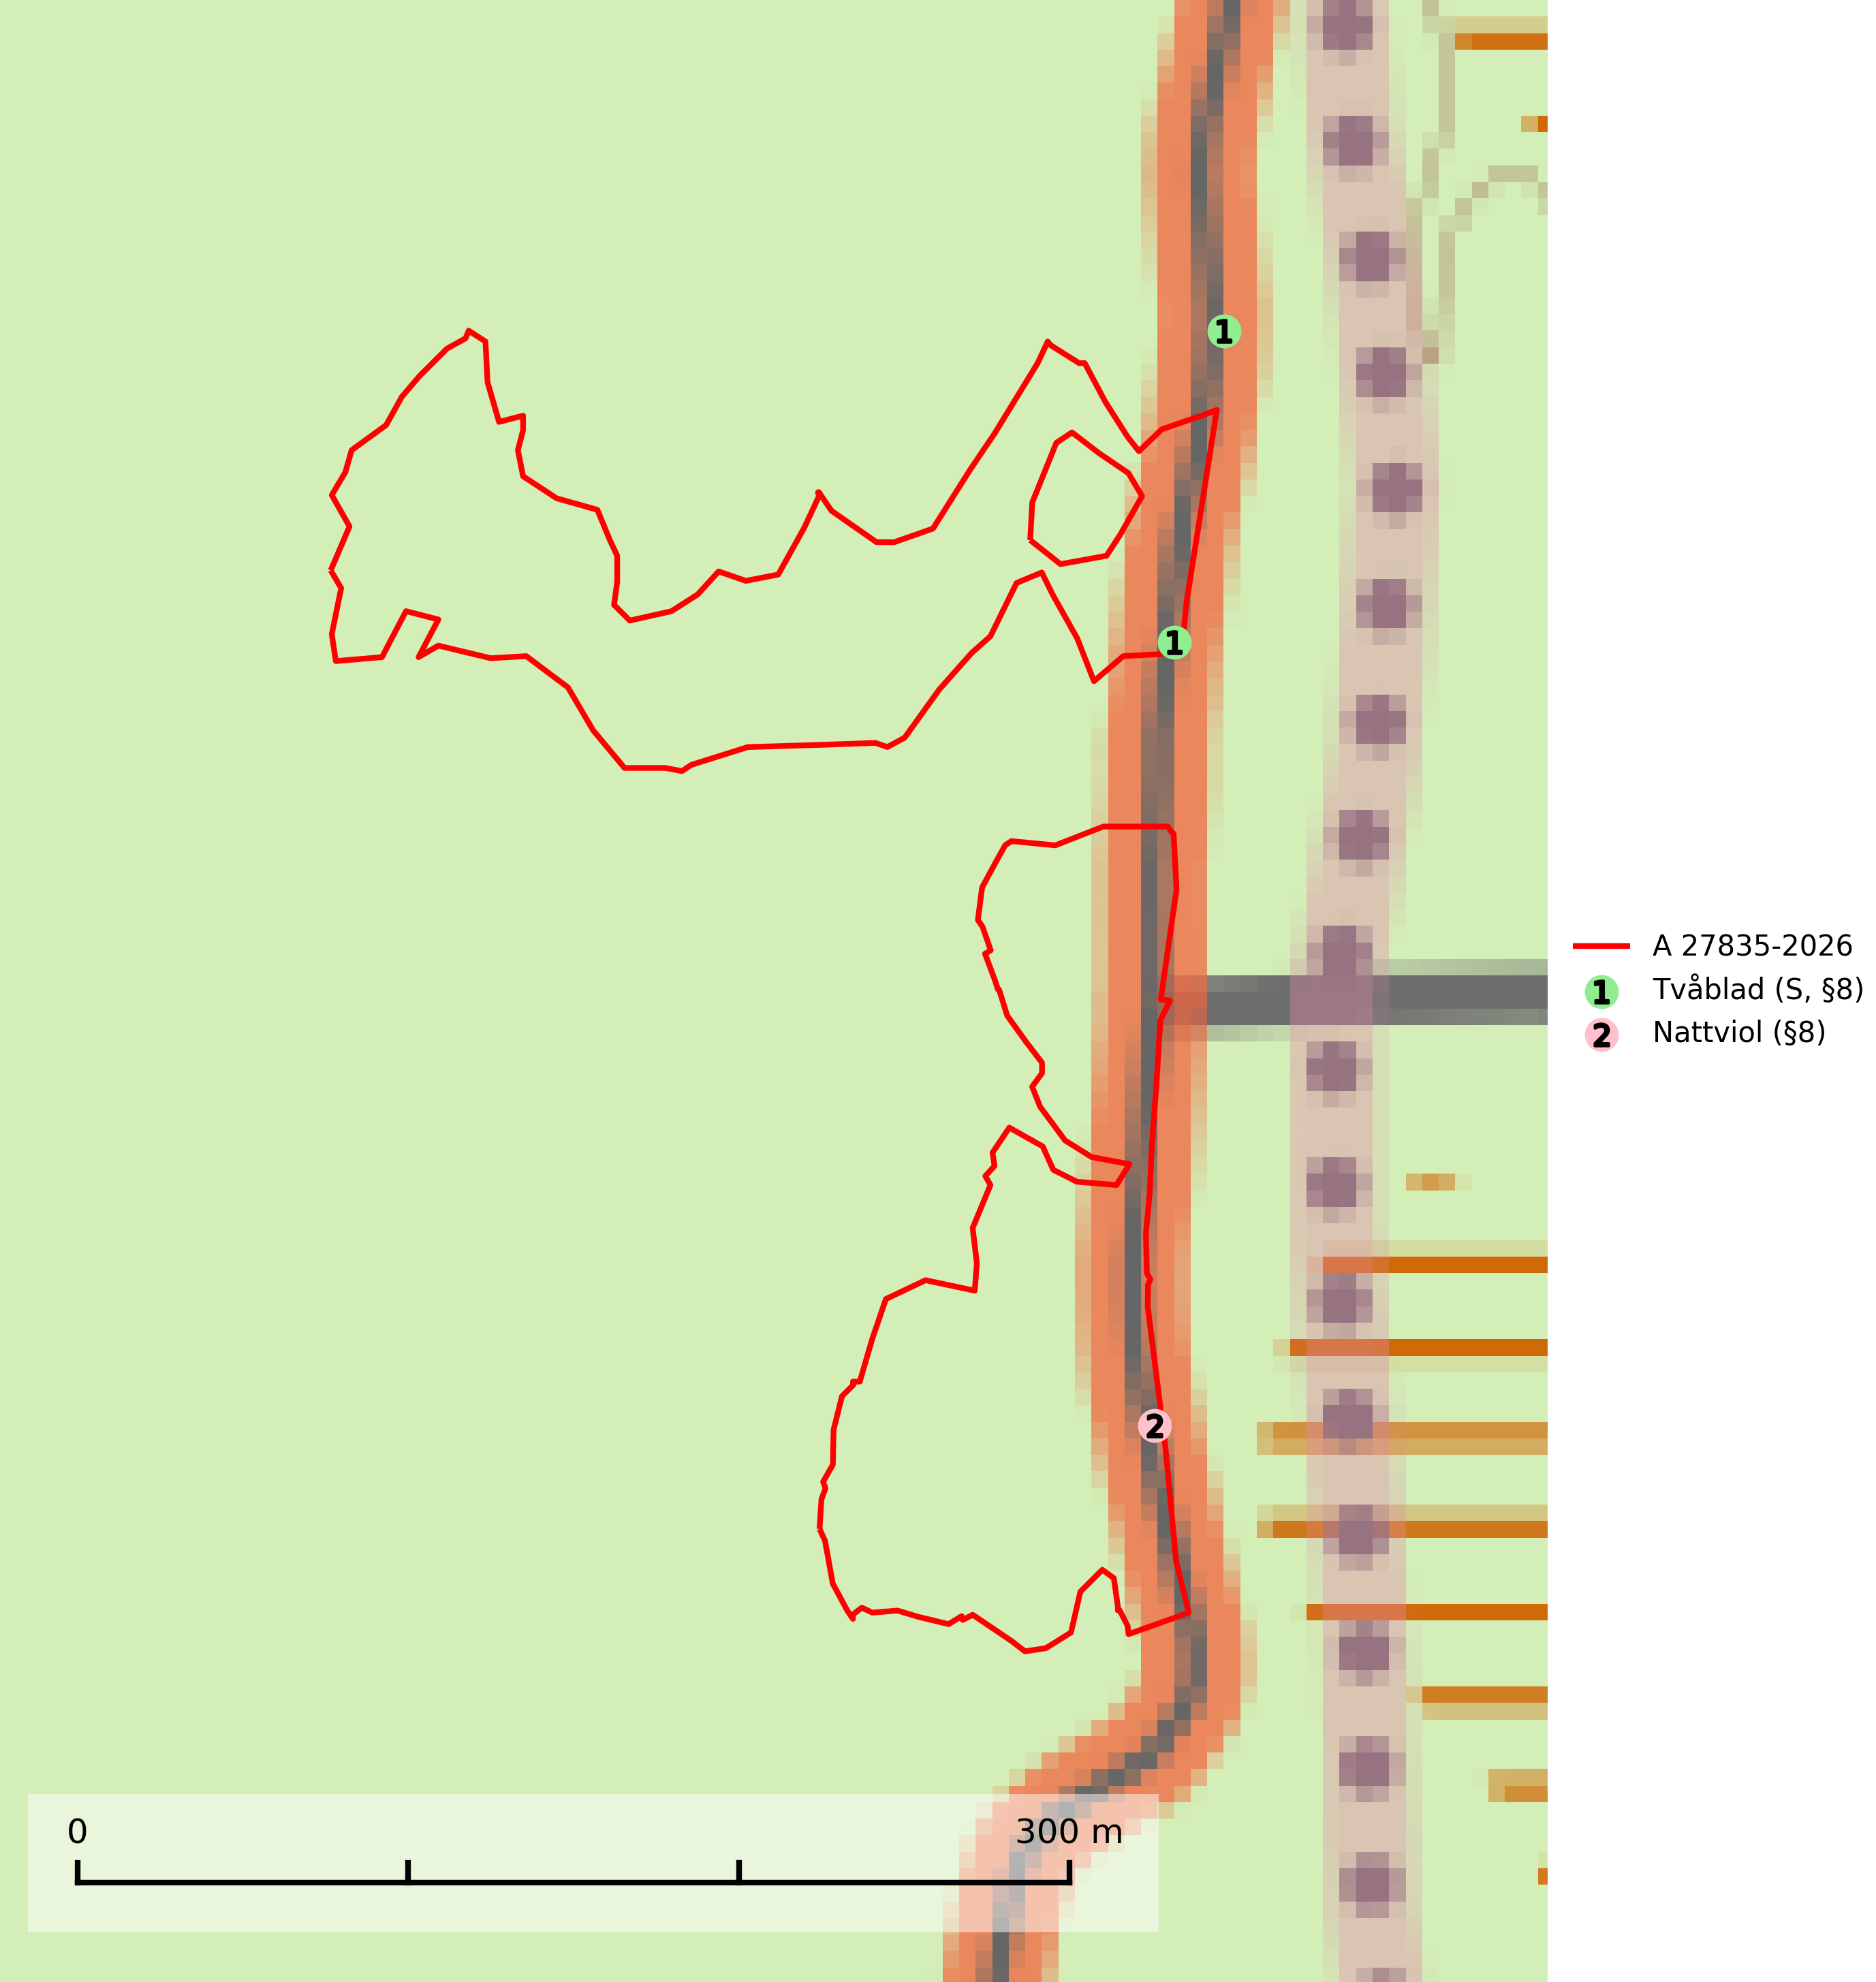 1
1
A 27835-2026
1 Tvåblad (S, §8)
2 Nattviol (§8)
2
0 300 m